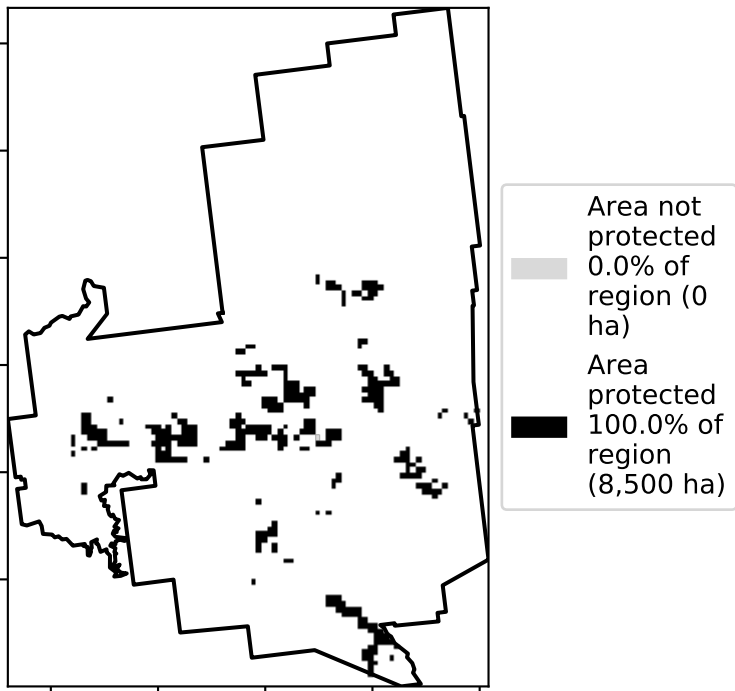 Area not
protected
0.0% of
region (0
ha)
Area
protected
100.0% of
region
(8,500 ha)